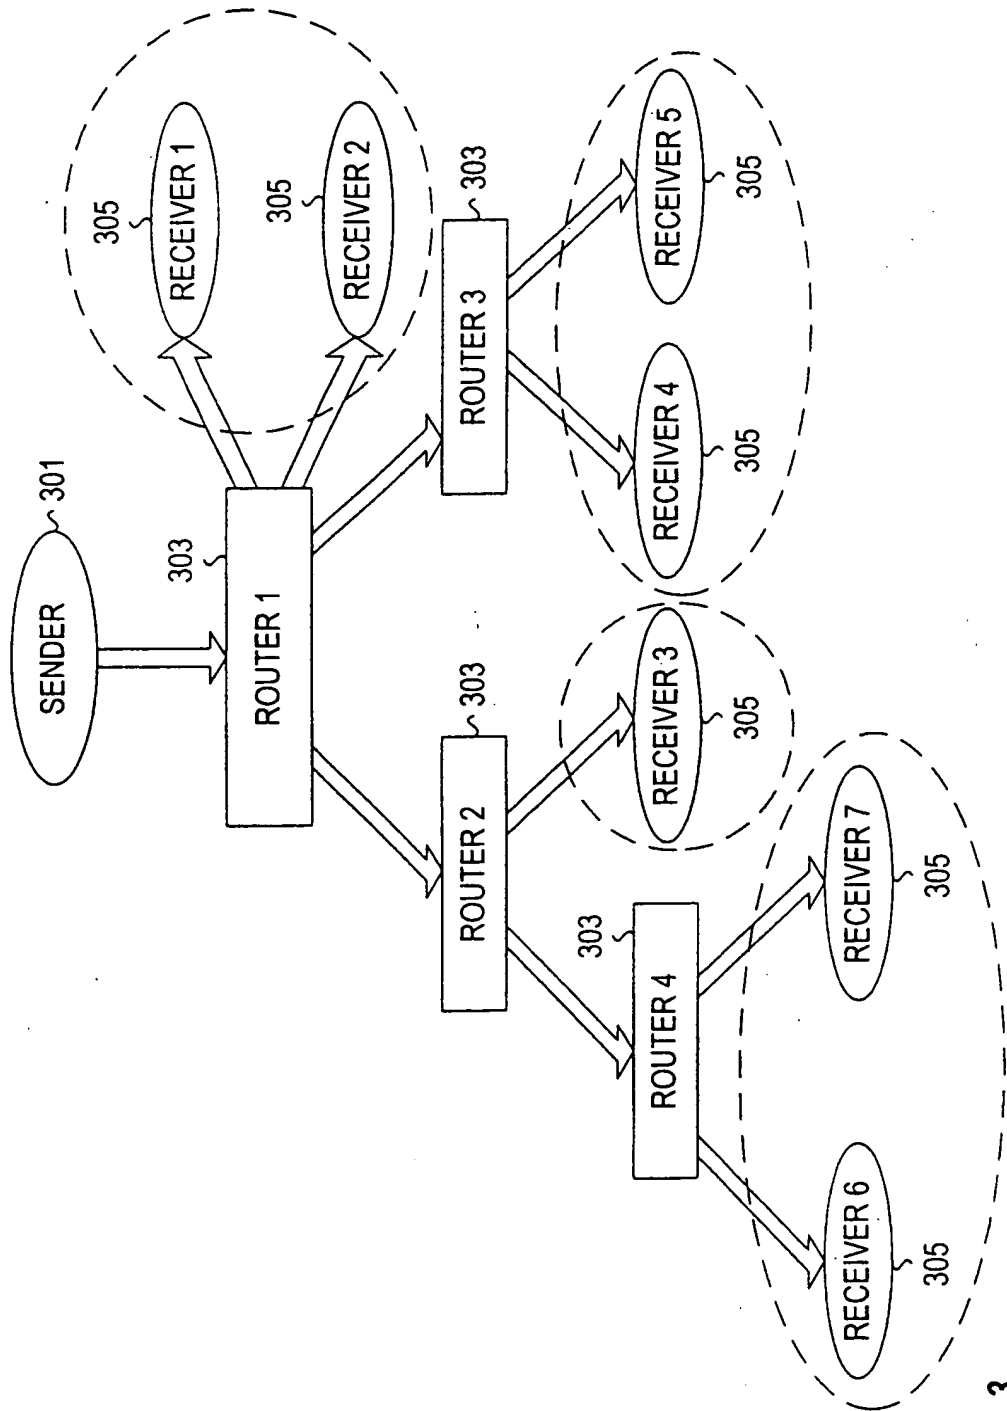 SENDER
301
303
ROUTER 1
305
RECEIVER 1
305
RECEIVER 2
303
ROUTER 2
303
ROUTER 3
303
ROUTER 4
RECEIVER 3
305
RECEIVER 4
305
RECEIVER 5
305
RECEIVER 6
305
RECEIVER 7
305
3